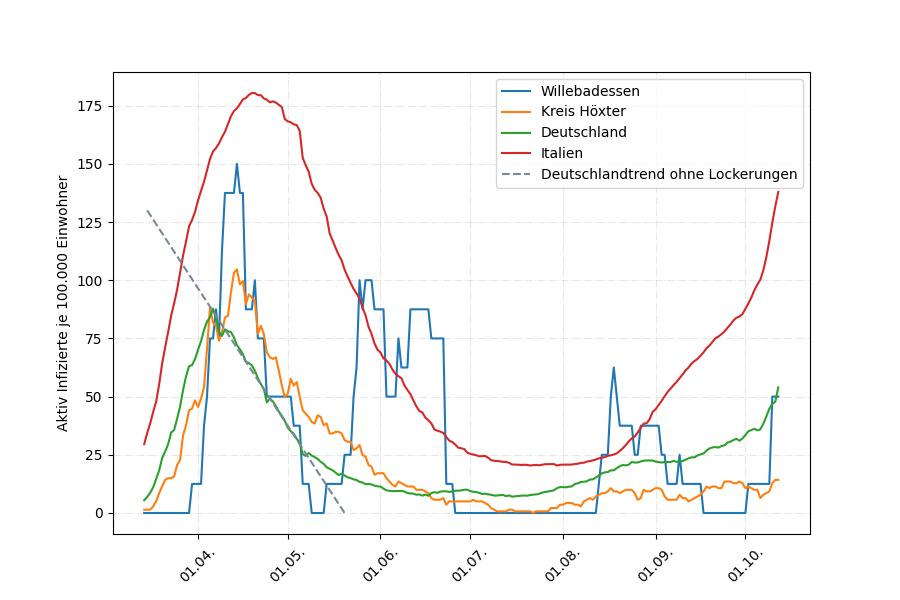 Willebadessen
Kreis Höxter
Deutschland
Italien
Deutschlandtrend ohne Lockerungen
Aktiv Infizierte je 100.000 Einwohner
175
150
125
100
75
50
25
0
01.04.
01.05.
01.06.
01.07.
01.08.
01.09.
01.10.